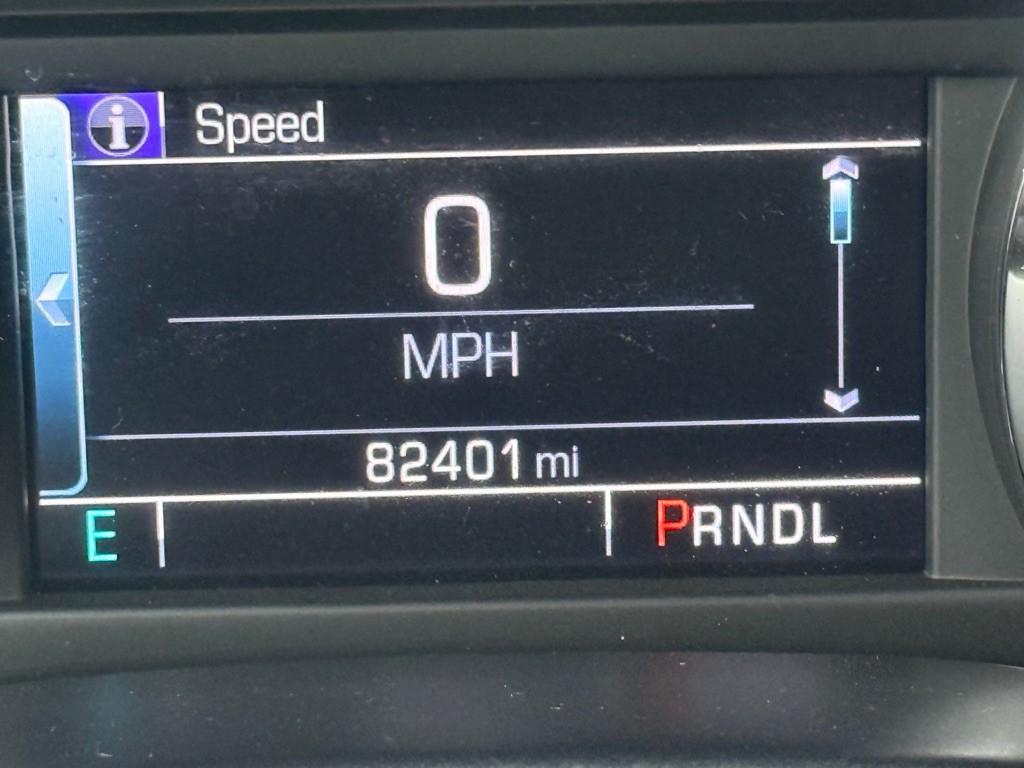 i Speed
0
MPH
82401 mi
E PRNDL